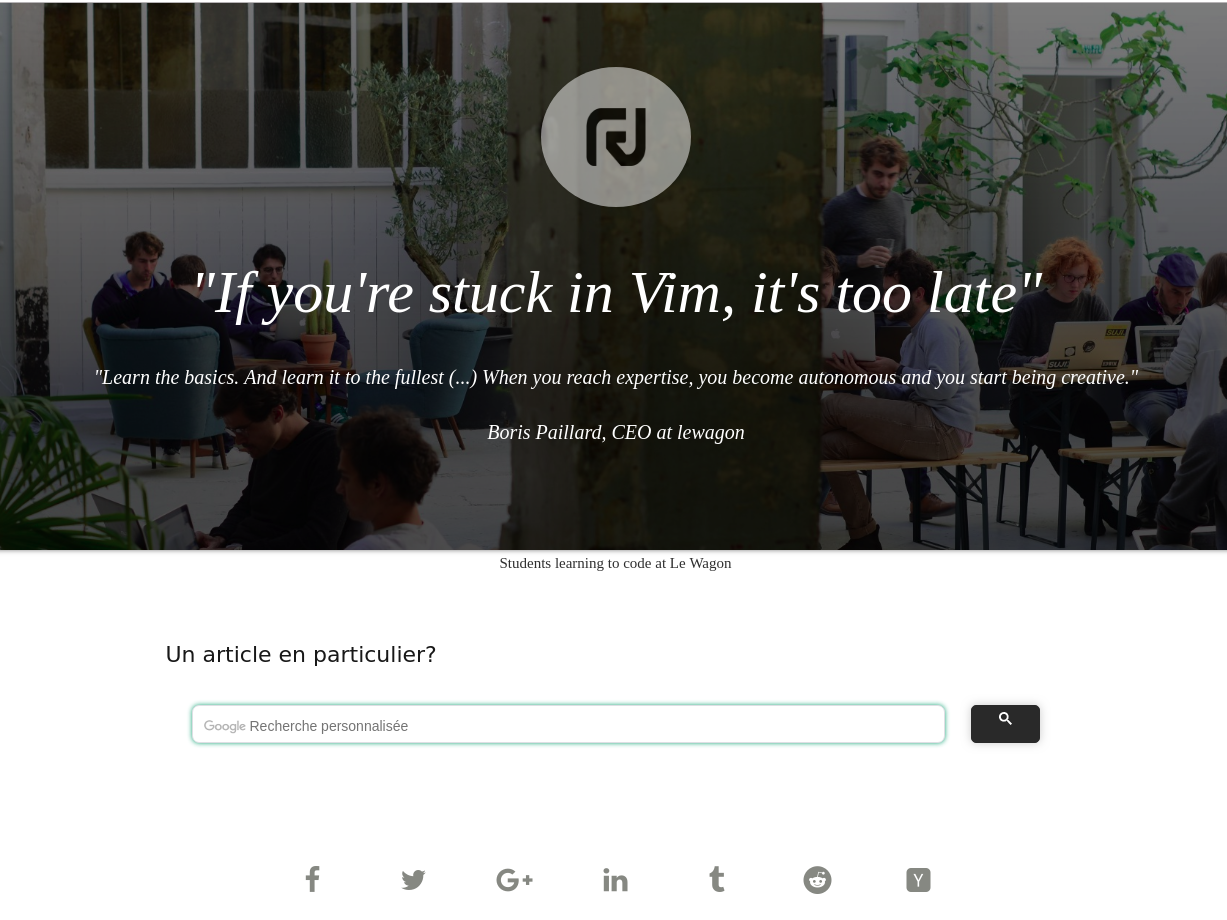 "If you're stuck in Vim, it's too late"
"Learn the basics. And learn it to the fullest (...) When you reach expertise, you become autonomous and you start being creative."
Boris Paillard, CEO at lewagon
Students learning to code at Le Wagon
Un article en particulier?
Google Recherche personnalisée